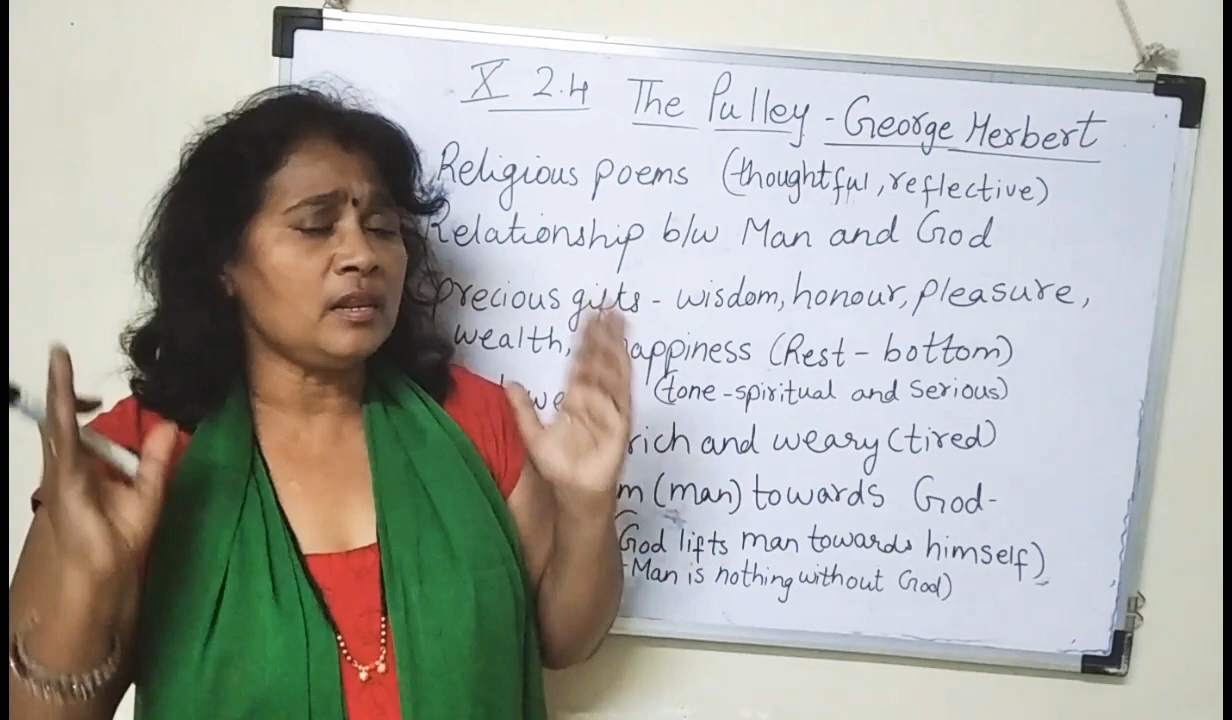 X 2.4 The Pulley - George Herbert
Religious poems (thoughtful, reflective)
Relationship b/w Man and God
precious gifts - wisdom, honour, pleasure,
wealth, happiness (Rest - bottom)
(tone - spiritual and serious)
rich and weary (tired)
(man) towards God -
God lifts man towards himself)
Man is nothing without God)